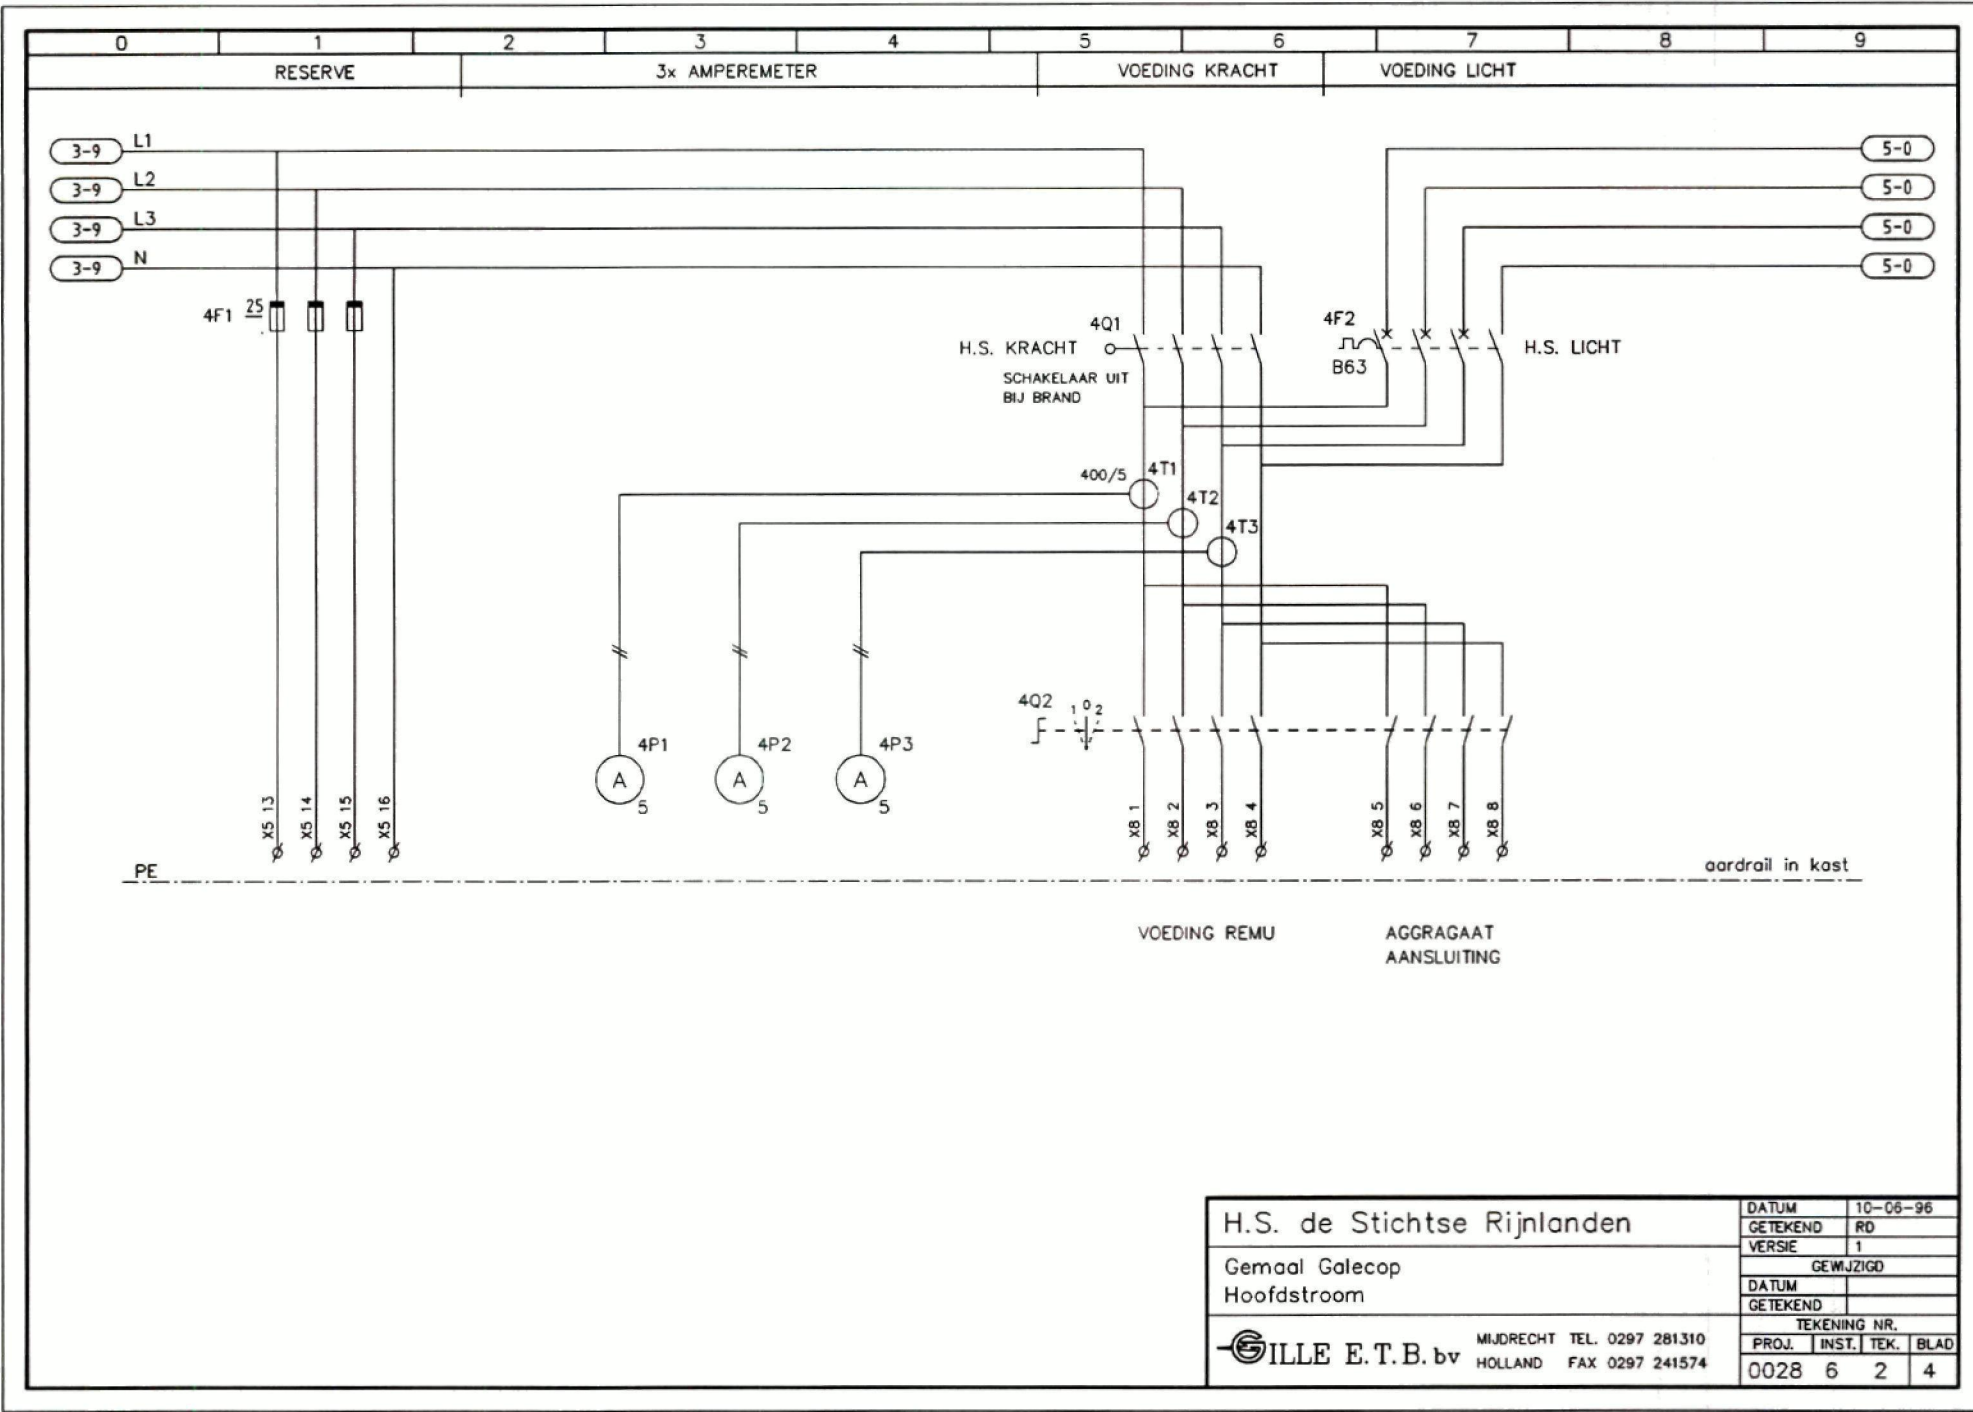 0 1 2 3 4 5 6 7 8 9
RESERVE 3x AMPEREMETER VOEDING KRACHT VOEDING LICHT
3-9 L1 5-0
3-9 L2 5-0
3-9 L3 5-0
3-9 N 5-0
4F1 25
4Q1
H.S. KRACHT
SCHAKELAAR UIT
BIJ BRAND
4F2
B63
H.S. LICHT
400/5 4T1
4T2
4T3
4Q2 1 0 2
4P1 4P2 4P3
A A A
5 5 5
X5 13 X5 14 X5 15 X5 16
X8 1 X8 2 X8 3 X8 4 X8 5 X8 6 X8 7 X8 8
PE aardrail in kast
VOEDING REMU
AGGRAGAAT
AANSLUITING
H.S. de Stichtse Rijnlanden
Gemaal Galecop
Hoofdstroom
GILLE E.T.B. bv
MIJDRECHT TEL. 0297 281310
HOLLAND FAX 0297 241574
DATUM 10-06-96
GETEKEND RD
VERSIE 1
GEWIJZIGD
DATUM
GETEKEND
TEKENING NR.
PROJ. INST. TEK. BLAD
0028 6 2 4